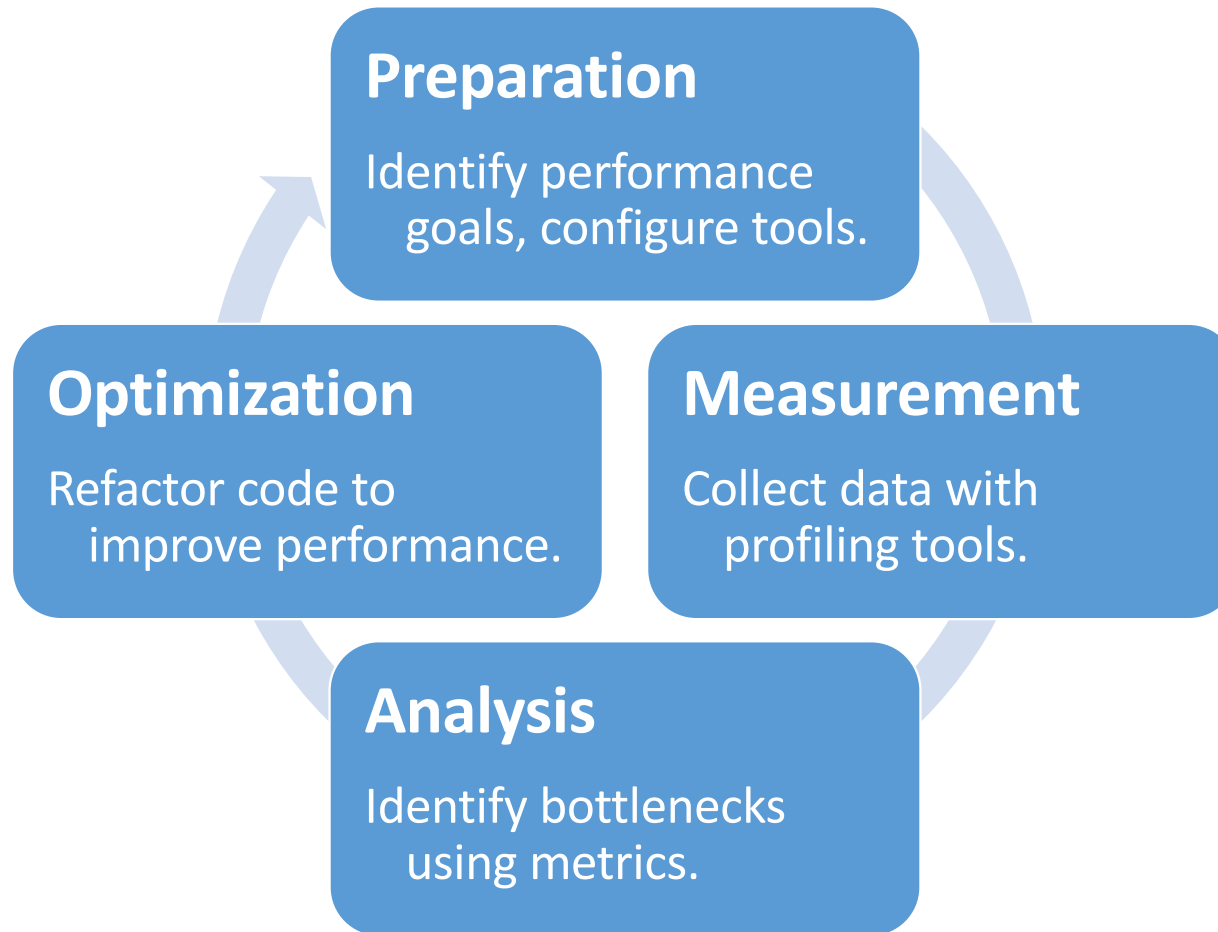 Preparation
Identify performance
goals, configure tools.
Optimization
Refactor code to
improve performance.
Measurement
Collect data with
profiling tools.
Analysis
Identify bottlenecks
using metrics.